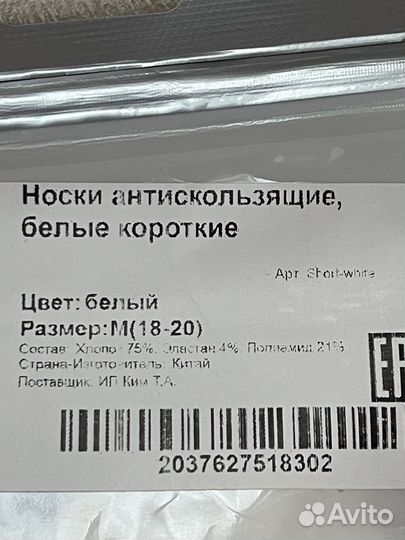 Носки антискользящие,
белые короткие
Арт: Short-white
Цвет: белый
Размер:M(18-20)
Состав: Хлопок 75%, Эластан 4%, Полиамид 21%
Страна-Изготовитель: Китай
Поставщик: ИП Ким Т.А.
2037627518302
Avito